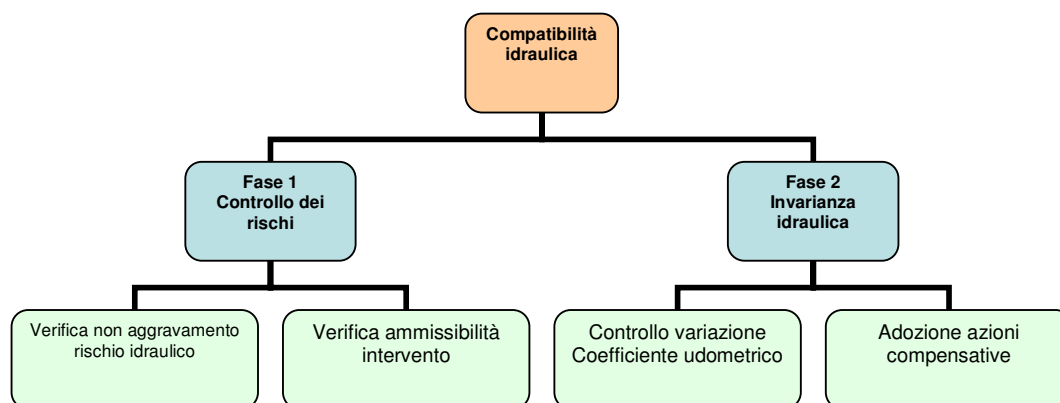 Compatibilità
idraulica
Fase 1
Controllo dei
rischi
Fase 2
Invarianza
idraulica
Verifica non aggravamento
rischio idraulico
Verifica ammissibilità
intervento
Controllo variazione
Coefficiente udometrico
Adozione azioni
compensative